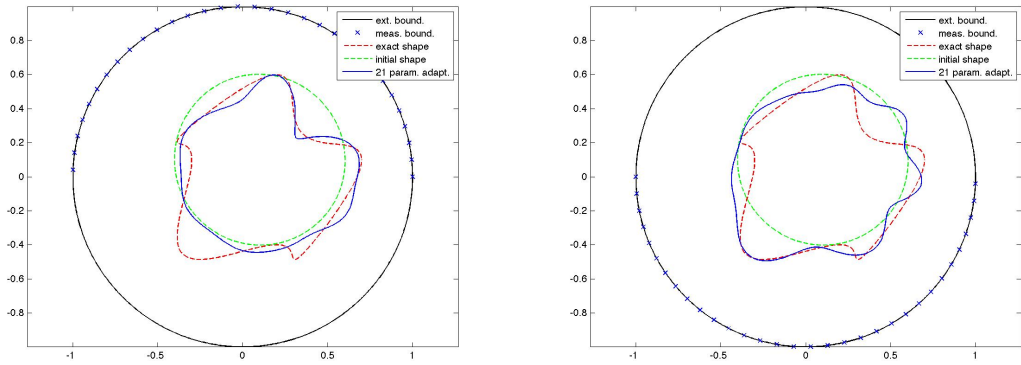 ext. bound.
meas. bound.
exact shape
initial shape
21 param. adapt.
0.8
0.6
0.4
0.2
0
-0.2
-0.4
-0.6
-0.8
-1
-0.5
0
0.5
1
ext. bound.
meas. bound.
exact shape
initial shape
21 param. adapt.
0.8
0.6
0.4
0.2
0
-0.2
-0.4
-0.6
-0.8
-1
-0.5
0
0.5
1